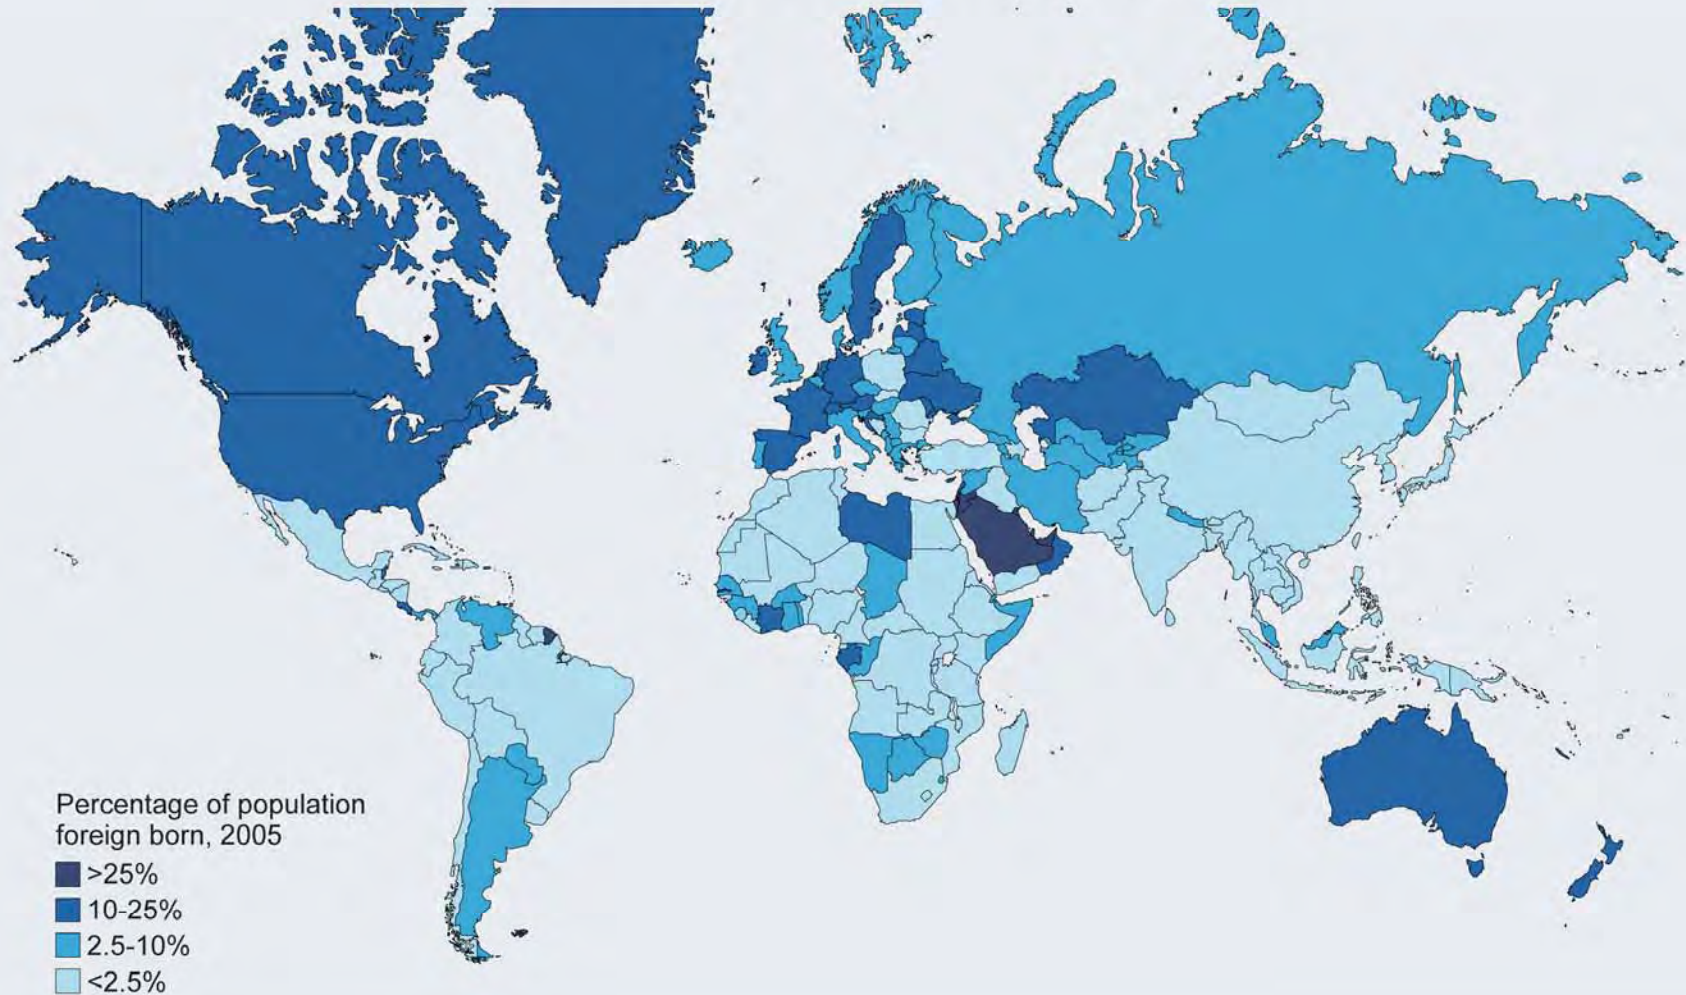 Percentage of population
foreign born, 2005
>25%
10-25%
2.5-10%
<2.5%